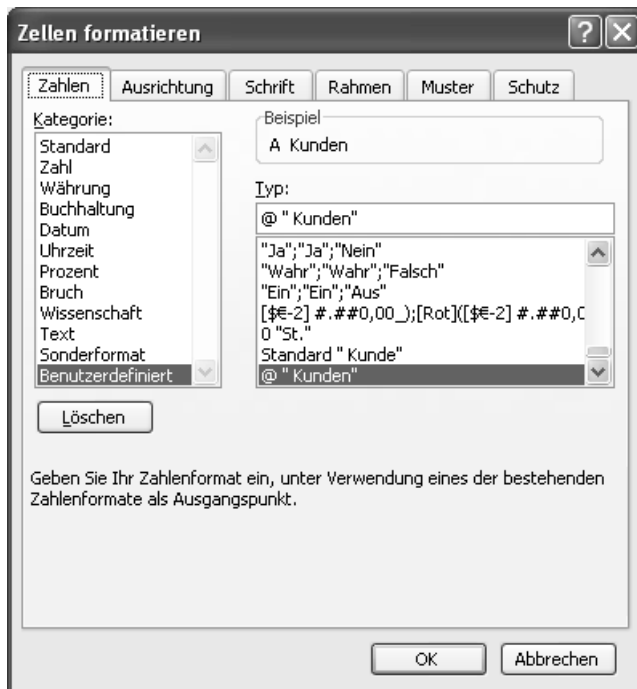 Zellen formatieren
Zahlen
Ausrichtung
Schrift
Rahmen
Muster
Schutz
Kategorie:
Standard
Zahl
Währung
Buchhaltung
Datum
Uhrzeit
Prozent
Bruch
Wissenschaft
Text
Sonderformat
Benutzerdefiniert
Beispiel
A Kunden
Typ:
@ " Kunden"
"Ja";"Ja";"Nein"
"Wahr";"Wahr";"Falsch"
"Ein";"Ein";"Aus"
[$€-2] #.##0,00_);[Rot]([$€-2] #.##0,0
0 "St."
Standard " Kunde"
@ " Kunden"
Löschen
Geben Sie Ihr Zahlenformat ein, unter Verwendung eines der bestehenden
Zahlenformate als Ausgangspunkt.
OK
Abbrechen